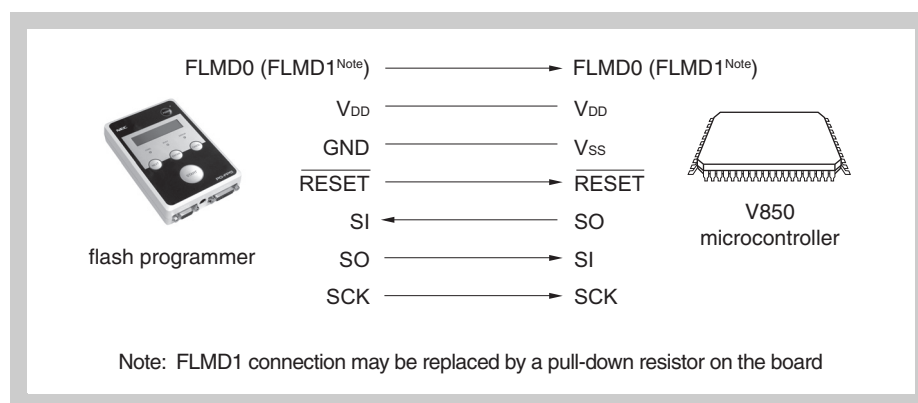 FLMD0 (FLMD1Note) FLMD0 (FLMD1Note)
VDD VDD
GND VSS
RESET RESET
SI SO
SO SI
SCK SCK
NEC
flash programmer
V850
microcontroller
Note: FLMD1 connection may be replaced by a pull-down resistor on the board